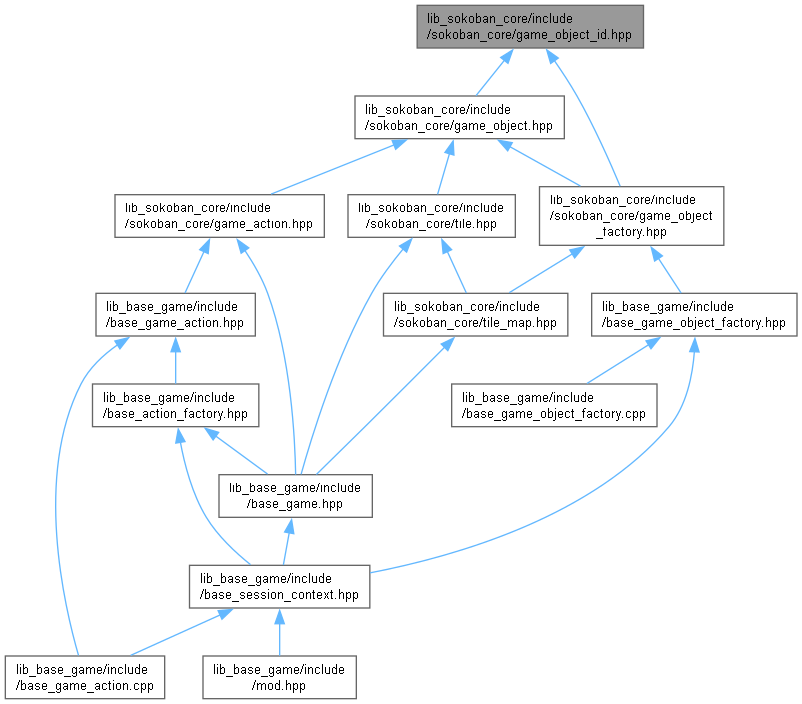 lib_sokoban_core/include
/sokoban_core/game_object_id.hpp
lib_sokoban_core/include
/sokoban_core/game_object.hpp
lib_sokoban_core/include
/sokoban_core/game_action.hpp
lib_sokoban_core/include
/sokoban_core/tile.hpp
lib_sokoban_core/include
/sokoban_core/game_object
_factory.hpp
lib_base_game/include
/base_game_action.hpp
lib_sokoban_core/include
/sokoban_core/tile_map.hpp
lib_base_game/include
/base_game_object_factory.hpp
lib_base_game/include
/base_action_factory.hpp
lib_base_game/include
/base_game_object_factory.cpp
lib_base_game/include
/base_game.hpp
lib_base_game/include
/base_session_context.hpp
lib_base_game/include
/base_game_action.cpp
lib_base_game/include
/mod.hpp